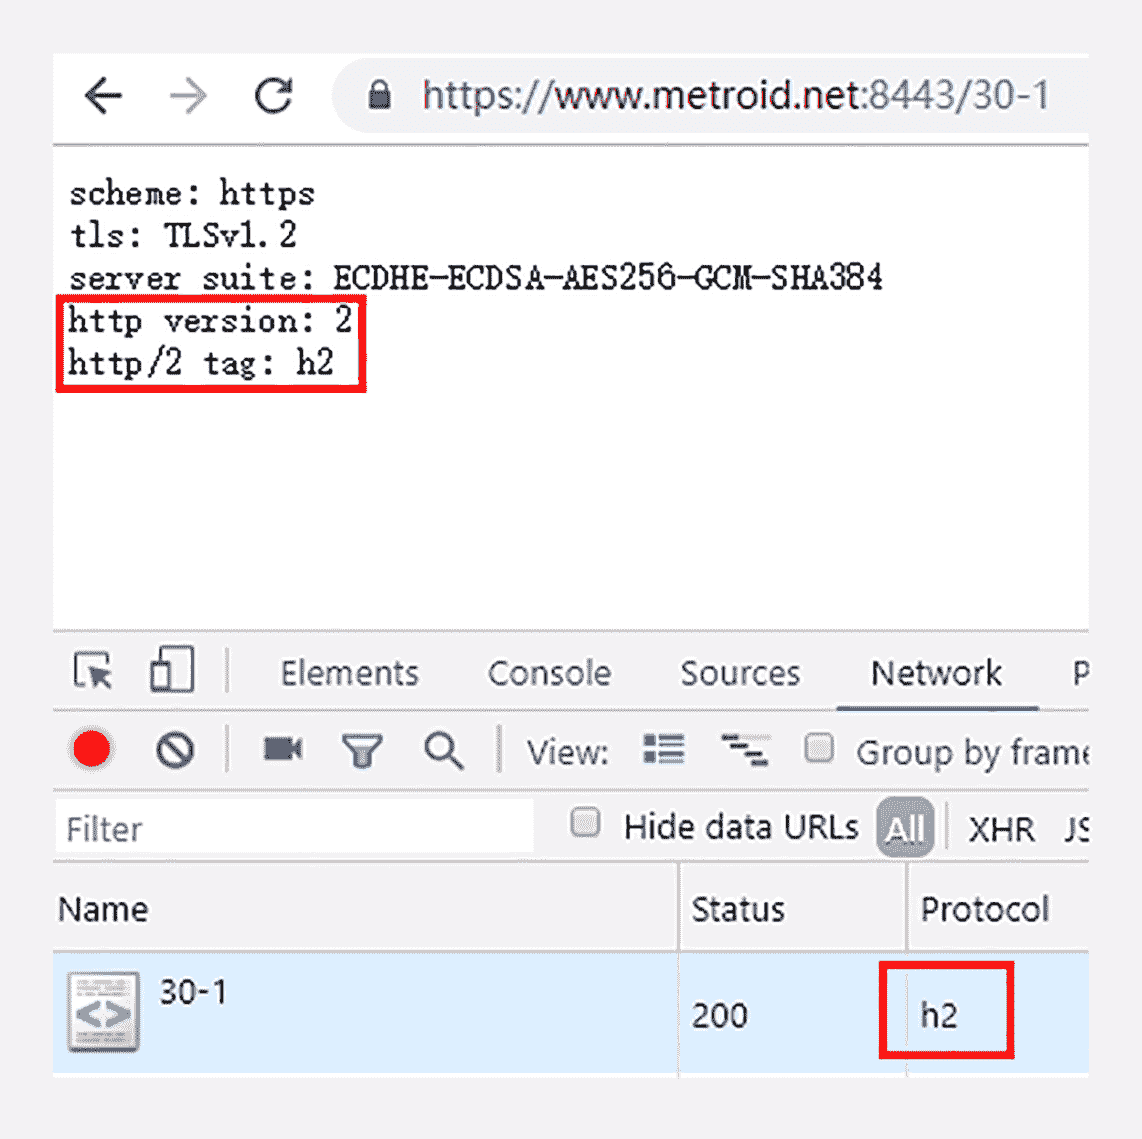 https://www.metroid.net:8443/30-1
scheme: https
tls: TLSv1.2
server suite: ECDHE-ECDSA-AES256-GCM-SHA384
http version: 2
http/2 tag: h2
Elements Console Sources Network P
View: Group by frame
Filter Hide data URLs All XHR JS
Name Status Protocol
30-1 200 h2